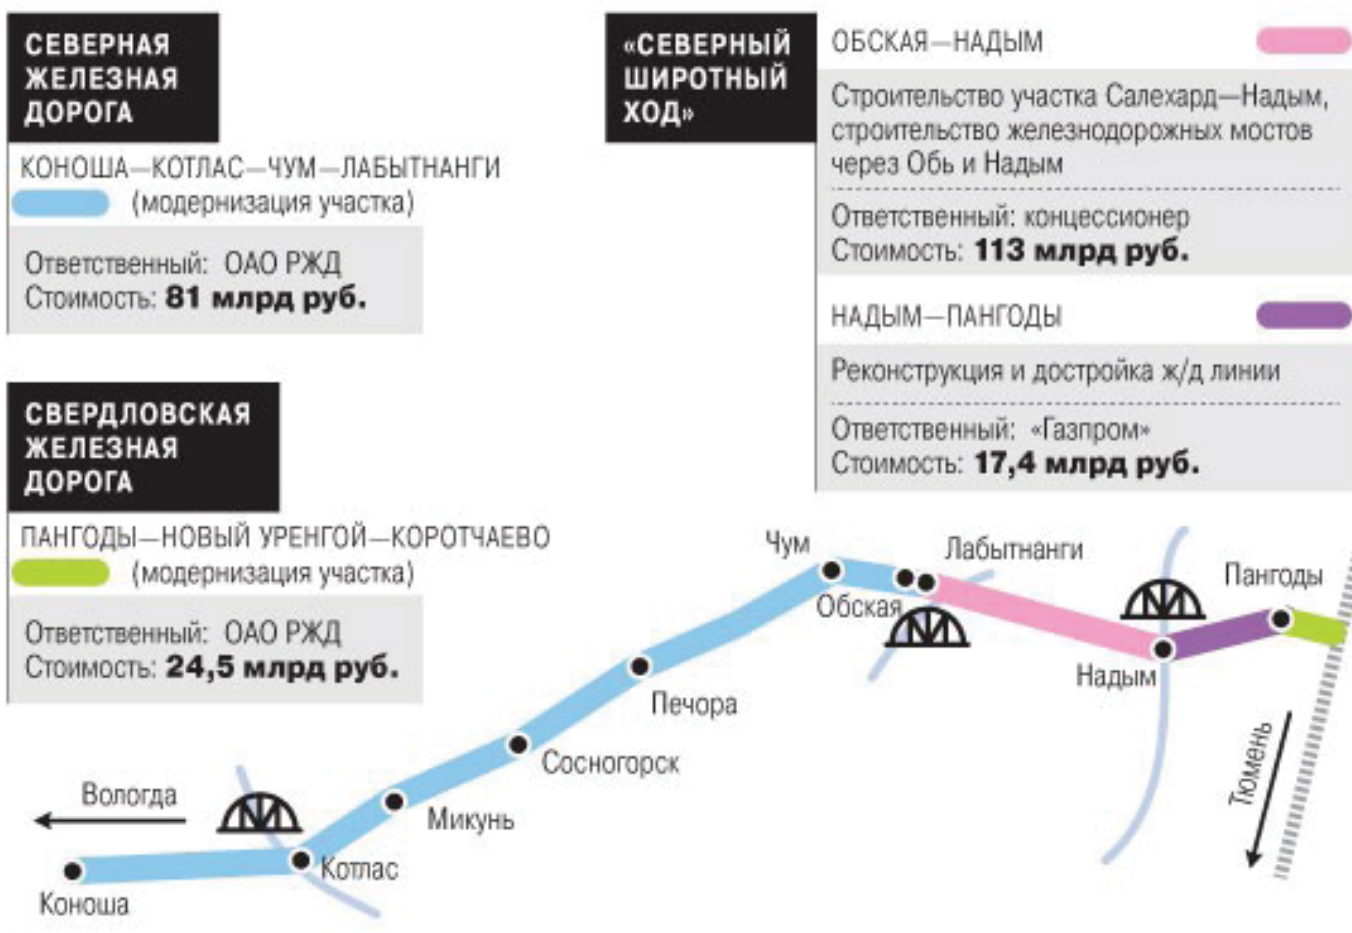 СЕВЕРНАЯ
ЖЕЛЕЗНАЯ
ДОРОГА
КОНОША—КОТЛАС—ЧУМ—ЛАБЫТНАНГИ
(модернизация участка)
Ответственный: ОАО РЖД
Стоимость: 81 млрд руб.
СВЕРДЛОВСКАЯ
ЖЕЛЕЗНАЯ
ДОРОГА
ПАНГОДЫ—НОВЫЙ УРЕНГОЙ—КОРОТЧАЕВО
(модернизация участка)
Ответственный: ОАО РЖД
Стоимость: 24,5 млрд руб.
«СЕВЕРНЫЙ
ШИРОТНЫЙ
ХОД»
ОБСКАЯ—НАДЫМ
Строительство участка Салехард—Надым,
строительство железнодорожных мостов
через Обь и Надым
Ответственный: концессионер
Стоимость: 113 млрд руб.
НАДЫМ—ПАНГОДЫ
Реконструкция и достройка ж/д линии
Ответственный: «Газпром»
Стоимость: 17,4 млрд руб.
Чум
Лабытнанги
Пангоды
Обская
Надым
Печора
Сосногорск
Тюмень
Вологда
Микунь
Котлас
Коноша